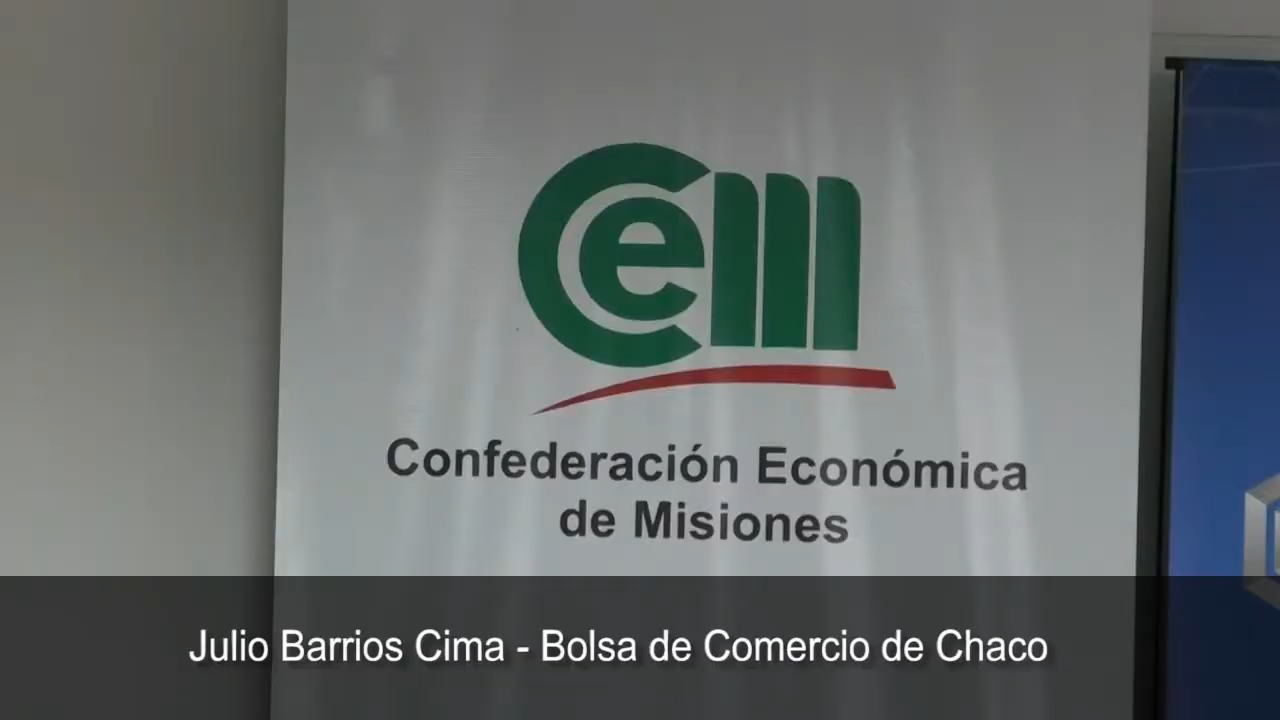 Cem
Confederación Económica
de Misiones
Julio Barrios Cima - Bolsa de Comercio de Chaco